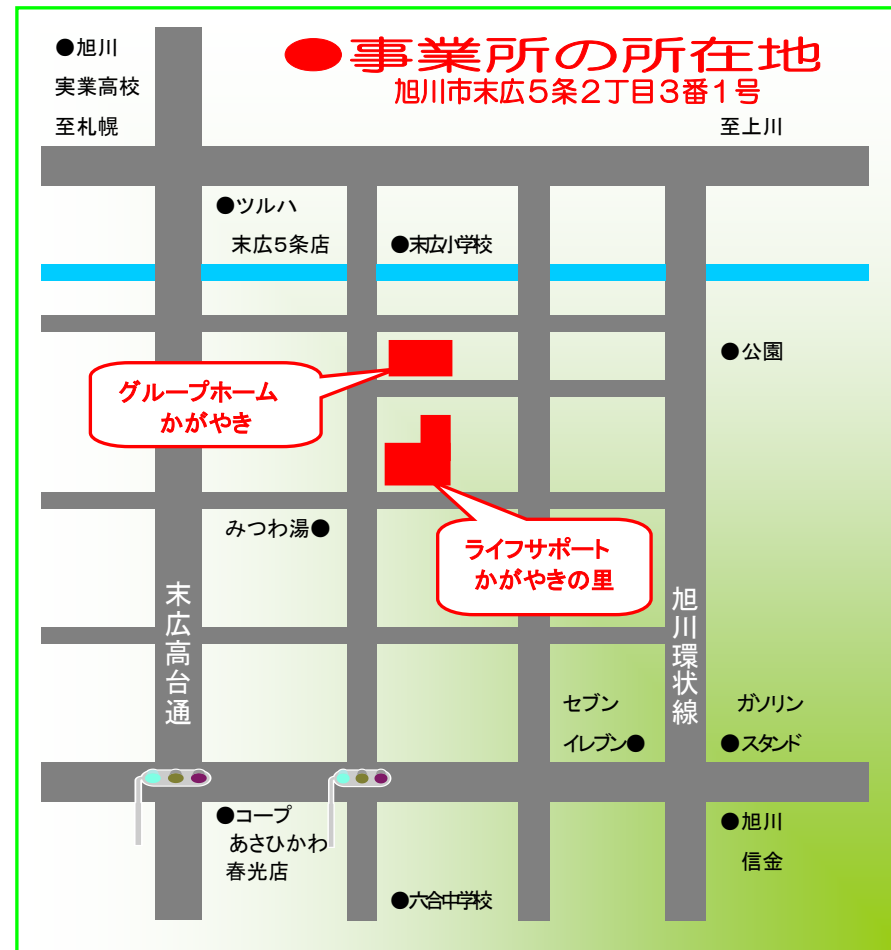 ●旭川
実業高校
至札幌
●事業所の所在地
旭川市末広5条2丁目3番1号
至上川
●ツルハ
末広5条店
●末広小学校
●公園
グループホーム
かがやき
みつわ湯●
ライフサポート
かがやきの里
末広高台通
旭川環状線
セブン
イレブン●
ガソリン
●スタンド
●コープ
あさひかわ
春光店
●旭川
信金
●六合中学校